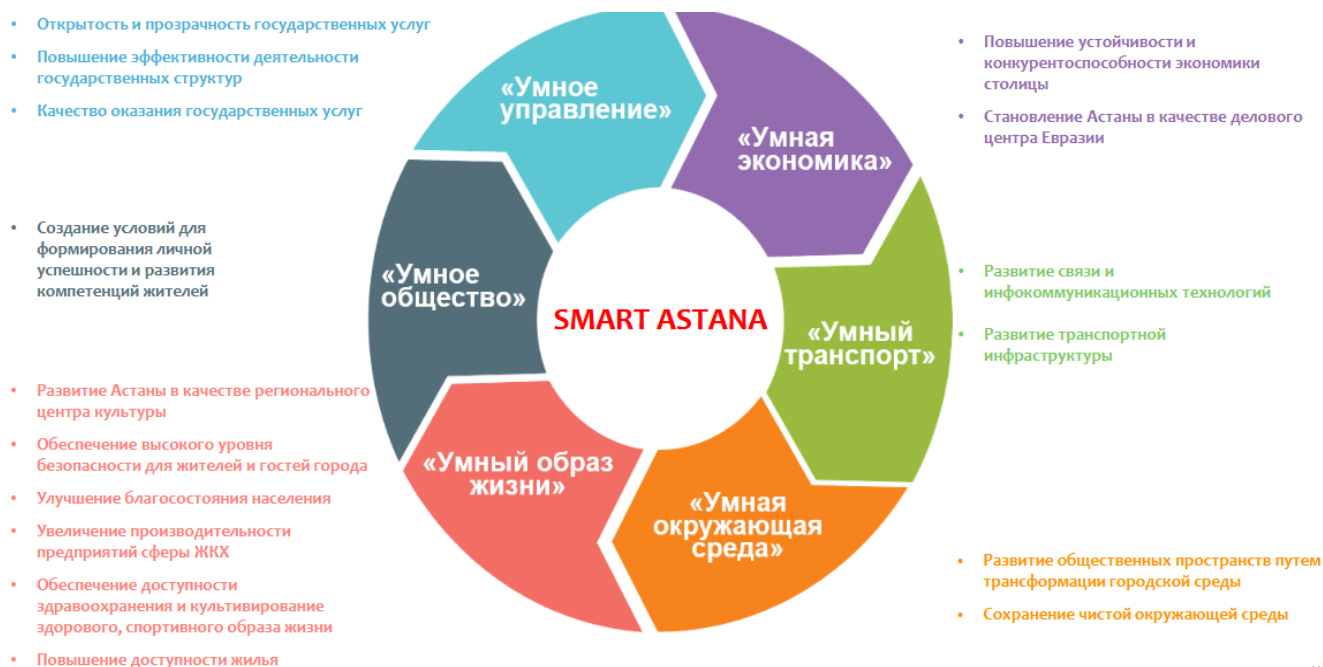 • Открытость и прозрачность государственных услуг
• Повышение эффективности деятельности
государственных структур
• Качество оказания государственных услуг
• Создание условий для
формирования личной
успешности и развития
компетенций жителей
• Развитие Астаны в качестве регионального
центра культуры
• Обеспечение высокого уровня
безопасности для жителей и гостей города
• Улучшение благосостояния населения
• Увеличение производительности
предприятий сферы ЖКХ
• Обеспечение доступности
здравоохранения и культивирование
здорового, спортивного образа жизни
• Повышение доступности жилья
«Умное
управление»
«Умная
экономика»
«Умное
общество»
SMART ASTANA
«Умный
транспорт»
«Умный образ
жизни»
«Умная
окружающая
среда»
• Повышение устойчивости и
конкурентоспособности экономики
столицы
• Становление Астаны в качестве делового
центра Евразии
• Развитие связи и
инфокоммуникационных технологий
• Развитие транспортной
инфраструктуры
• Развитие общественных пространств путем
трансформации городской среды
• Сохранение чистой окружающей среды